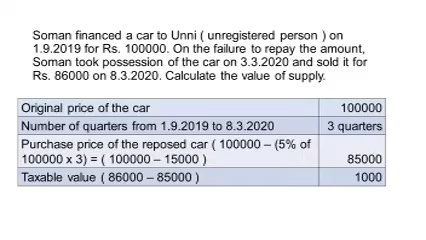 Soman financed a car to Unni ( unregistered person ) on
1.9.2019 for Rs. 100000. On the failure to repay the amount,
Soman took possession of the car on 3.3.2020 and sold it for
Rs. 86000 on 8.3.2020. Calculate the value of supply.
Original price of the car 100000
Number of quarters from 1.9.2019 to 8.3.2020 3 quarters
Purchase price of the reposed car ( 100000 – (5% of
100000 x 3) = ( 100000 – 15000 ) 85000
Taxable value ( 86000 – 85000 ) 1000